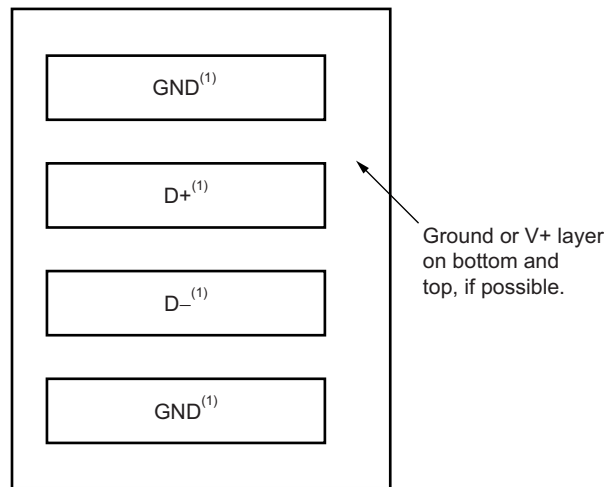 GND(1)
D+(1)
Ground or V+ layer
on bottom and
top, if possible.
D–(1)
GND(1)